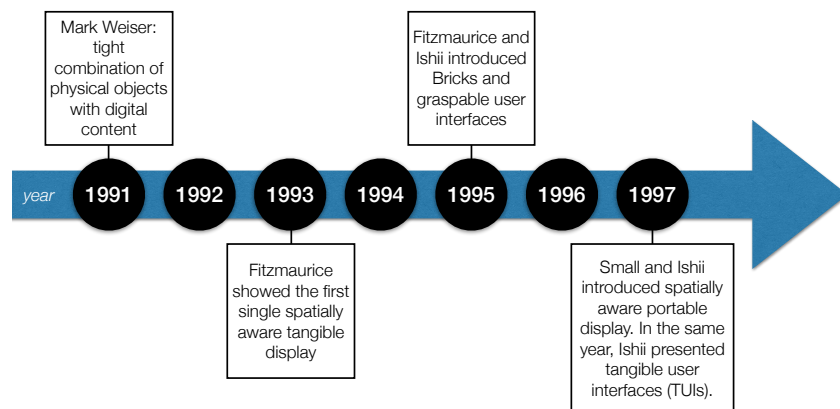 Mark Weiser:
tight
combination of
physical objects
with digital
content
Fitzmaurice and
Ishii introduced
Bricks and
graspable user
interfaces
year
1991
1992
1993
1994
1995
1996
1997
Fitzmaurice
showed the first
single spatially
aware tangible
display
Small and Ishii
introduced spatially
aware portable
display. In the same
year, Ishii presented
tangible user
interfaces (TUIs).